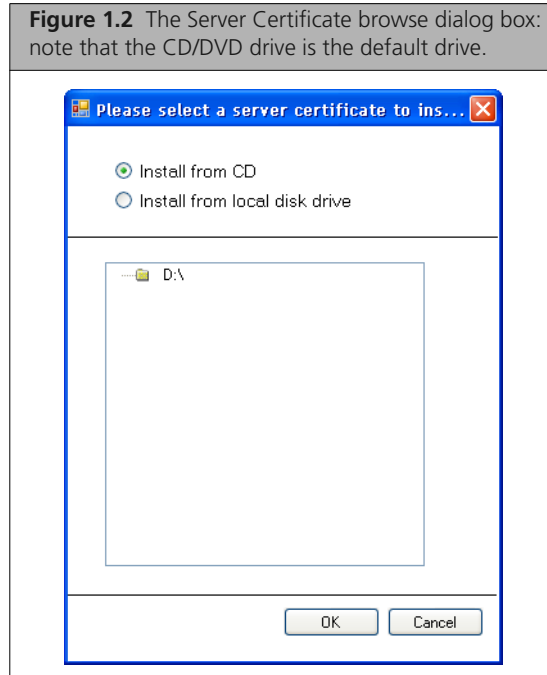 Figure 1.2 The Server Certificate browse dialog box:
note that the CD/DVD drive is the default drive.
Please select a server certificate to ins...
Install from CD
Install from local disk drive
D:\
OK
Cancel